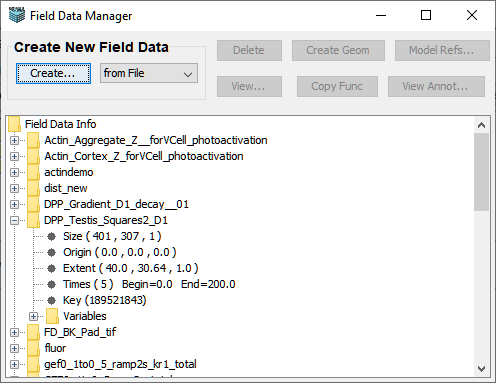 Field Data Manager
Create New Field Data
Create...
from File
Delete
Create Geom
Model Refs...
View...
Copy Func
View Annot...
Field Data Info
Actin_Aggregate_Z__forVCell_photoactivation
Actin_Cortex_Z_forVCell_photoactivation
actindemo
dist_new
DPP_Gradient_D1_decay__01
DPP_Testis_Squares2_D1
Size ( 401 , 307 , 1 )
Origin ( 0.0 , 0.0 , 0.0 )
Extent ( 40.0 , 30.64 , 1.0 )
Times ( 5 ) Begin=0.0 End=200.0
Key (189521843)
Variables
FD_BK_Pad_tif
fluor
gef0_1to0_5_ramp2s_kr1_total